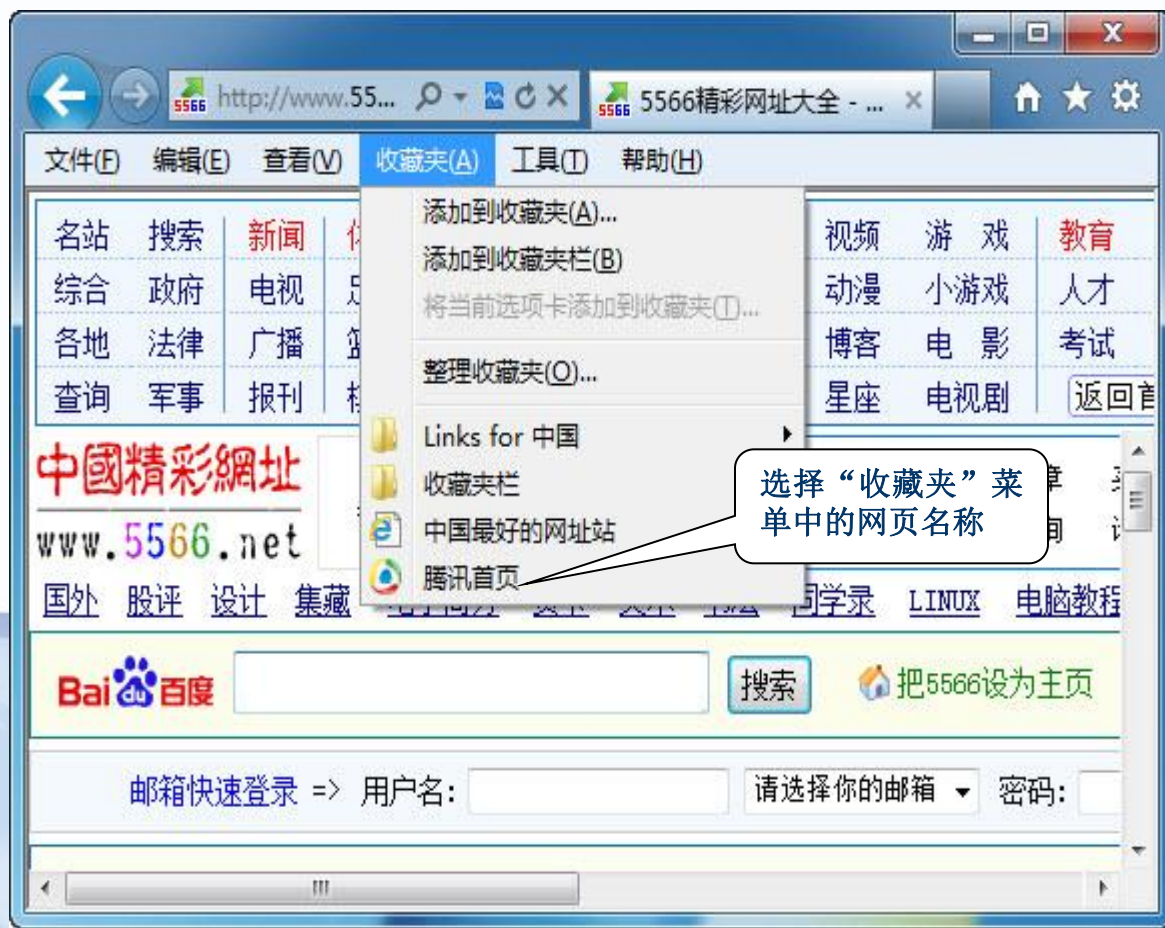 X
http://www.55...
5566精彩网址大全 - ...
文件(F) 编辑(E) 查看(V) 收藏夹(A) 工具(T) 帮助(H)
添加到收藏夹(A)...
添加到收藏夹栏(B)
将当前选项卡添加到收藏夹(T)...
整理收藏夹(O)...
Links for 中国
收藏夹栏
中国最好的网址站
腾讯首页
选择“收藏夹”菜
单中的网页名称
名站 搜索 新闻 视频 游 戏 教育
综合 政府 电视 动漫 小游戏 人才
各地 法律 广播 博客 电 影 考试
查询 军事 报刊 星座 电视剧 返回首
中國精彩網址
www.5566.net
国外 股评 设计 集藏 同学录 LINUX 电脑教程
Bai du 百度 搜索 把5566设为主页
邮箱快速登录 => 用户名: 请选择你的邮箱 密码: